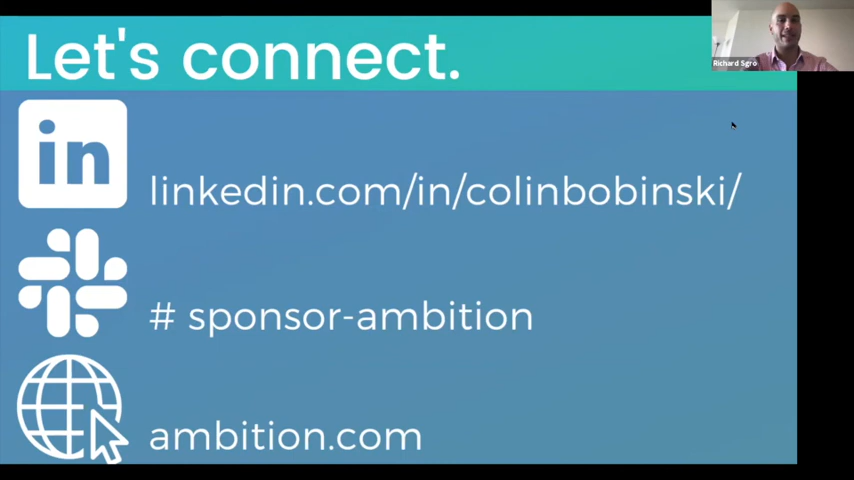 Let's connect.
Richard Sgro
in
linkedin.com/in/colinbobinski/
# sponsor-ambition
ambition.com